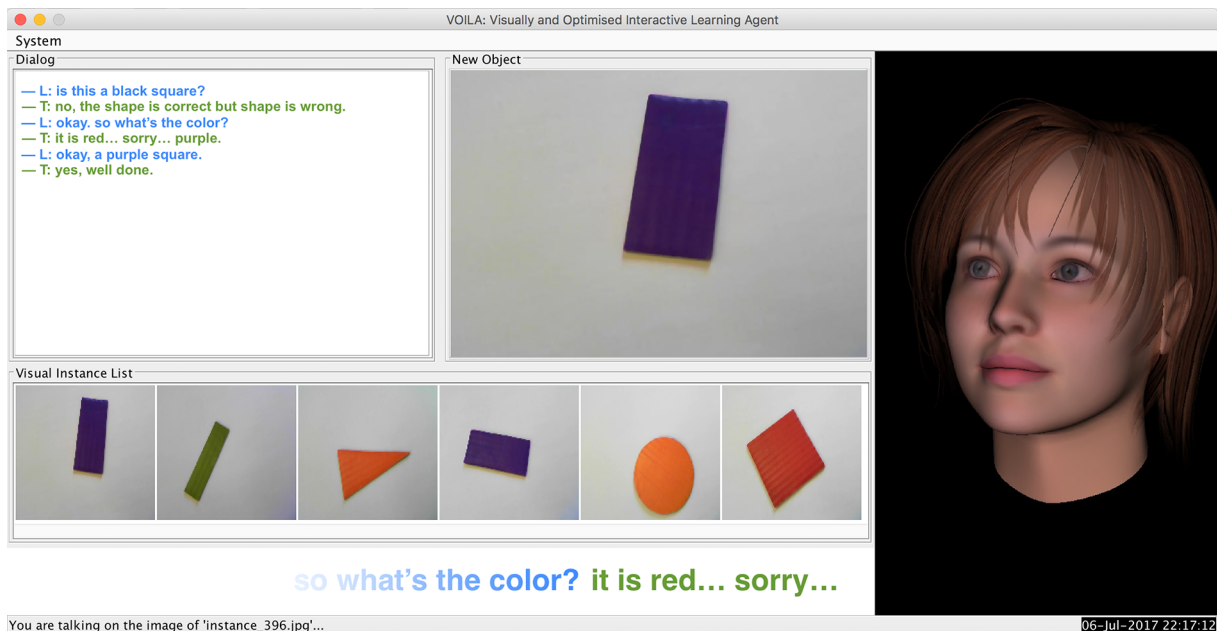 VOILA: Visually and Optimised Interactive Learning Agent
System
Dialog
— L: is this a black square?
— T: no, the shape is correct but shape is wrong.
— L: okay. so what's the color?
— T: it is red... sorry... purple.
— L: okay, a purple square.
— T: yes, well done.
New Object
Visual Instance List
so what's the color? it is red... sorry...
You are talking on the image of 'instance_396.jpg'...
06-Jul-2017 22:17:12